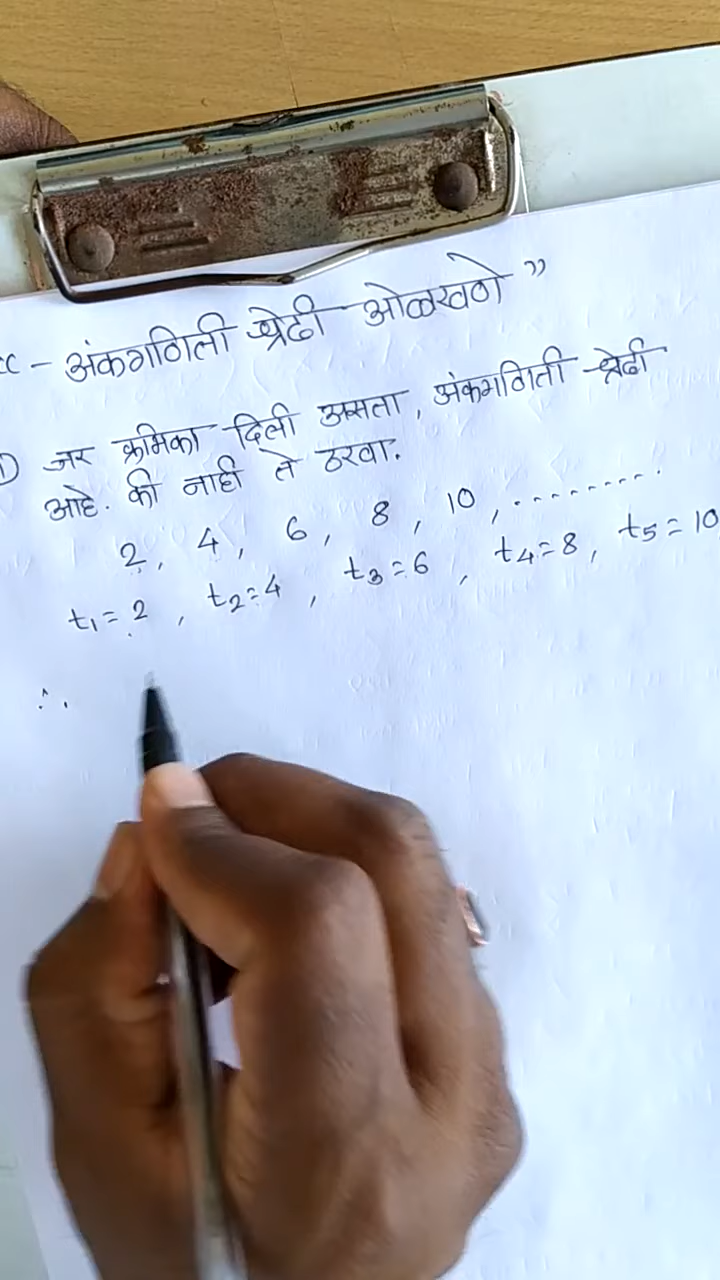 – अंकगणिती श्रेढी ओळखणे "
1) जर क्रमिका दिली असता, अंकगणिती श्रेढी
आहे. की नाही ते ठरवा.
2, 4, 6, 8, 10, .........
t₁ = 2, t₂ = 4, t₃ = 6, t₄ = 8, t₅ = 10
∴